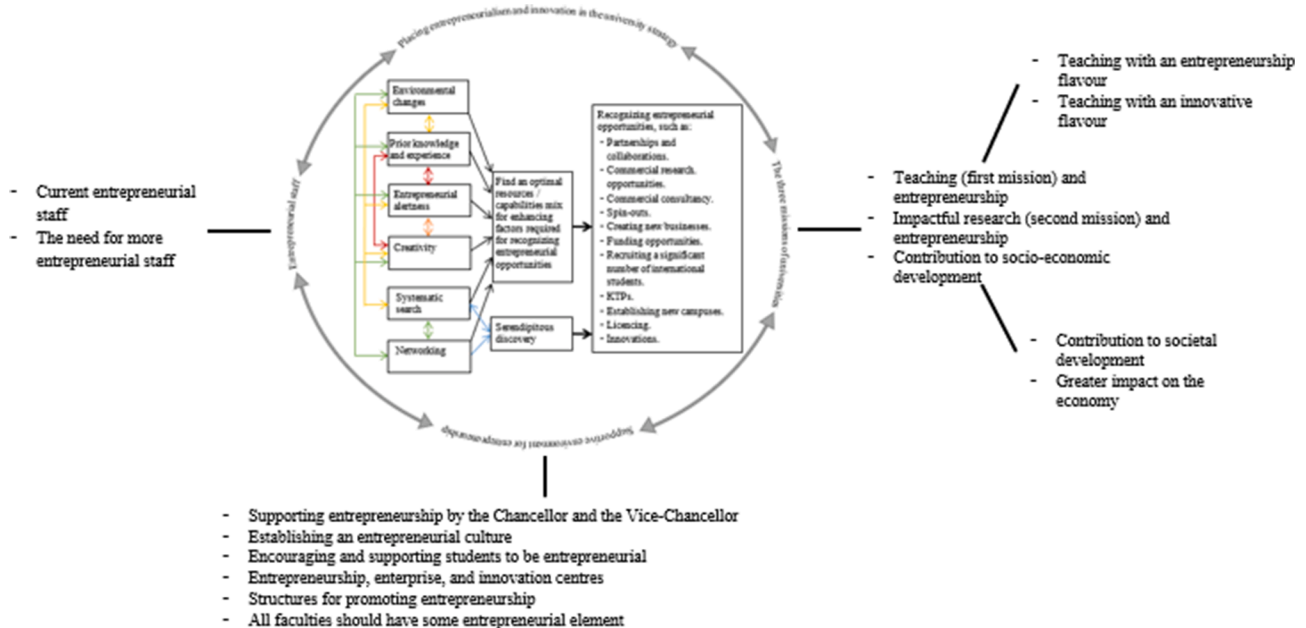 Placing entrepreneurialism and innovation in the university strategy
Environmental
changes
Prior knowledge
and experience
Entrepreneurial
alertness
Creativity
Systematic
search
Networking
Find an optimal
resources /
capabilities mix
for enhancing
factors required
for recognizing
entrepreneurial
opportunities
Serendipitous
discovery
Recognizing entrepreneurial
opportunities, such as:
- Partnerships and
collaborations.
- Commercial research
opportunities.
- Commercial consultancy.
- Spin-outs.
- Creating new businesses.
- Funding opportunities.
- Recruiting a significant
number of international
students.
- KTPs.
- Establishing new campuses.
- Licencing.
- Innovations.
Entrepreneurial staff
The three missions of universities
Supportive environment for entrepreneurship
- Current entrepreneurial
staff
- The need for more
entrepreneurial staff
- Teaching with an entrepreneurship
flavour
- Teaching with an innovative
flavour
- Teaching (first mission) and
entrepreneurship
- Impactful research (second mission) and
entrepreneurship
- Contribution to socio-economic
development
- Contribution to societal
development
- Greater impact on the
economy
- Supporting entrepreneurship by the Chancellor and the Vice-Chancellor
- Establishing an entrepreneurial culture
- Encouraging and supporting students to be entrepreneurial
- Entrepreneurship, enterprise, and innovation centres
- Structures for promoting entrepreneurship
- All faculties should have some entrepreneurial element